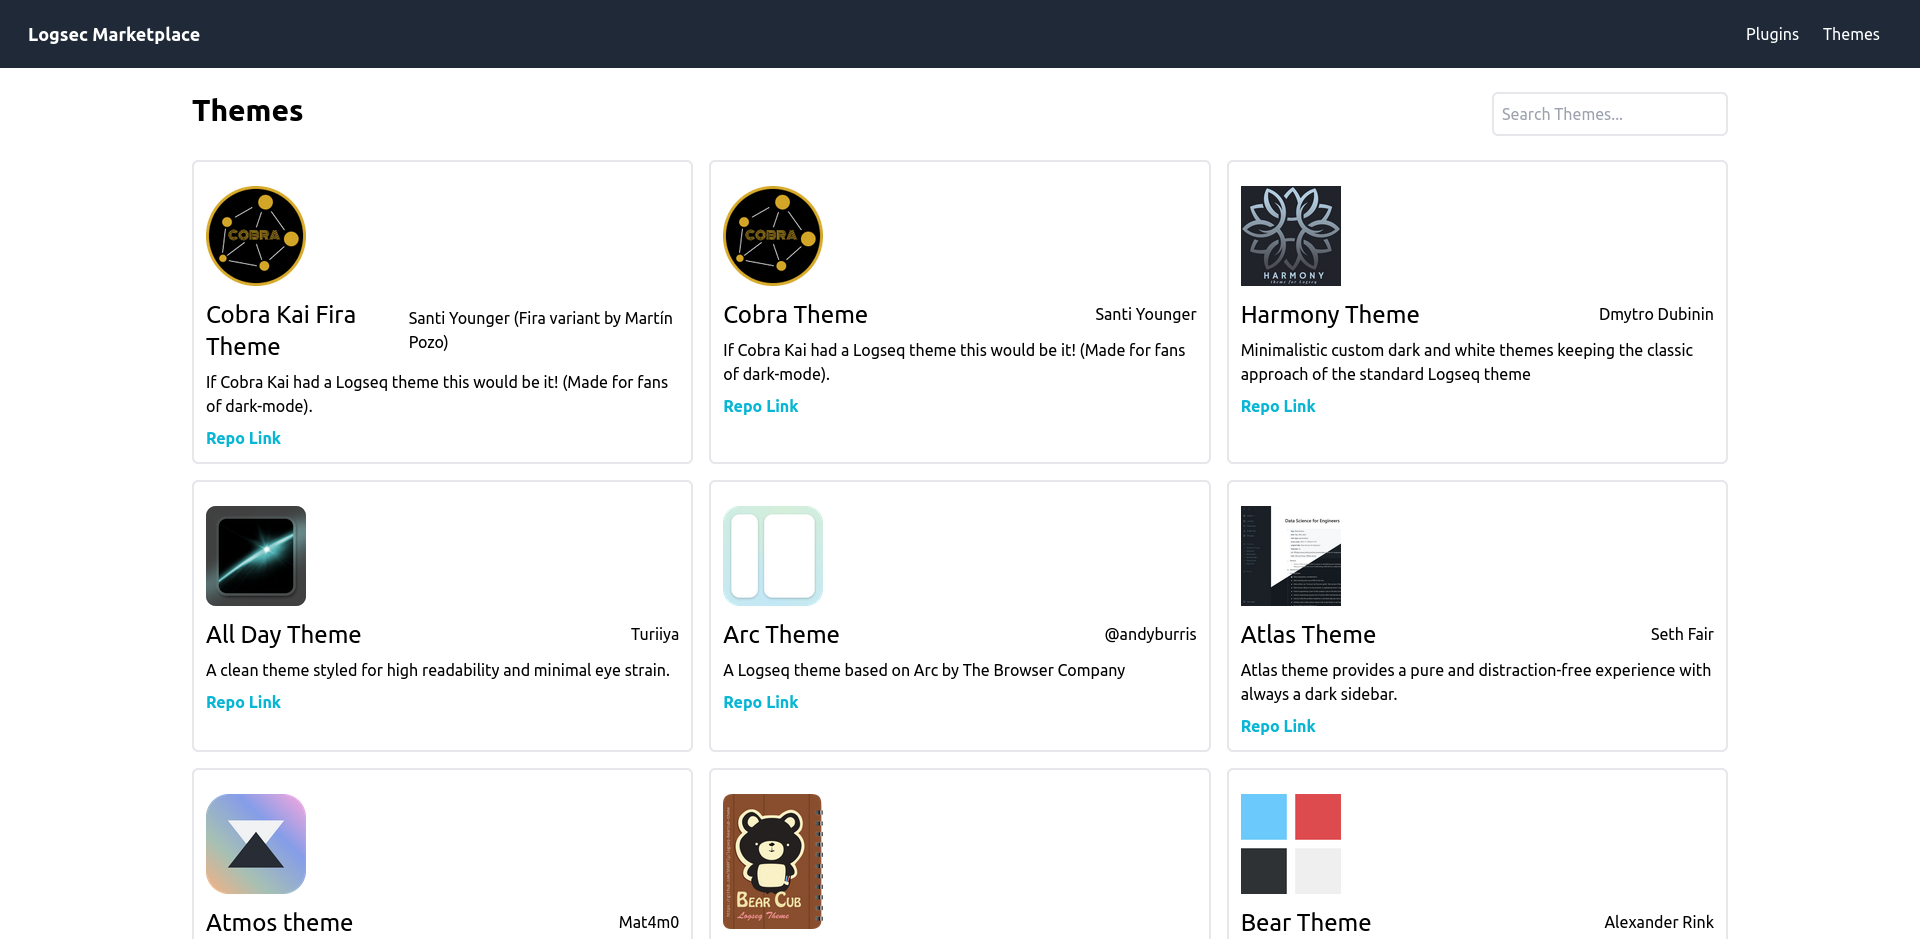 Logsec Marketplace
Plugins
Themes
Themes
Search Themes...
COBRA
Cobra Kai Fira
Theme
Santi Younger (Fira variant by Martín
Pozo)
If Cobra Kai had a Logseq theme this would be it! (Made for fans
of dark-mode).
Repo Link
COBRA
Cobra Theme
Santi Younger
If Cobra Kai had a Logseq theme this would be it! (Made for fans
of dark-mode).
Repo Link
HARMONY
theme for Logseq
Harmony Theme
Dmytro Dubinin
Minimalistic custom dark and white themes keeping the classic
approach of the standard Logseq theme
Repo Link
All Day Theme
Turiiya
A clean theme styled for high readability and minimal eye strain.
Repo Link
Arc Theme
@andyburris
A Logseq theme based on Arc by The Browser Company
Repo Link
Data Science for Engineers
Atlas Theme
Seth Fair
Atlas theme provides a pure and distraction-free experience with
always a dark sidebar.
Repo Link
Atmos theme
Mat4m0
BEAR CUB
Logseq Theme
Bear Theme
Alexander Rink